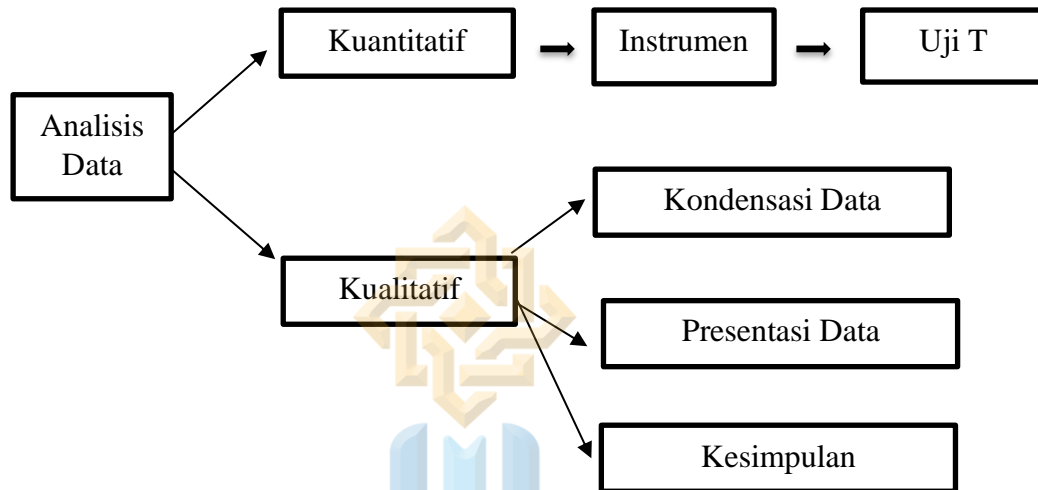 Kuantitatif
Instrumen
Uji T
Analisis
Data
Kondensasi Data
Kualitatif
Presentasi Data
Kesimpulan